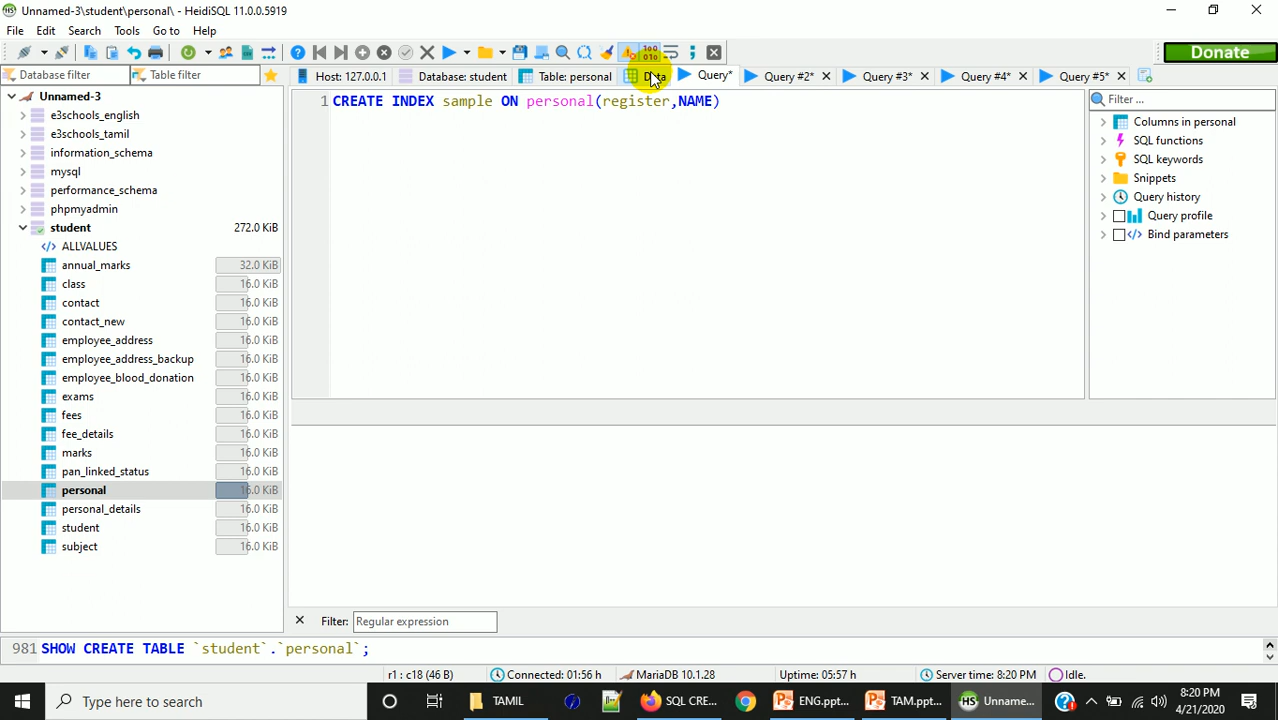 Unnamed-3\student\personal\ - HeidiSQL 11.0.0.5919
File Edit Search Tools Go to Help
Donate
Database filter Table filter Host: 127.0.0.1 Database: student Table: personal Data Query* Query #2* Query #3* Query #4* Query #5*
1 CREATE INDEX sample ON personal(register,NAME)
Filter ...
Unnamed-3
e3schools_english
e3schools_tamil
information_schema
mysql
performance_schema
phpmyadmin
student 272.0 KiB
ALLVALUES
annual_marks 32.0 KiB
class 16.0 KiB
contact 16.0 KiB
contact_new 16.0 KiB
employee_address 16.0 KiB
employee_address_backup 16.0 KiB
employee_blood_donation 16.0 KiB
exams 16.0 KiB
fees 16.0 KiB
fee_details 16.0 KiB
marks 16.0 KiB
pan_linked_status 16.0 KiB
personal 16.0 KiB
personal_details 16.0 KiB
student 16.0 KiB
subject 16.0 KiB
Columns in personal
SQL functions
SQL keywords
Snippets
Query history
Query profile
Bind parameters
Filter: Regular expression
981 SHOW CREATE TABLE `student`.`personal`;
r1 : c18 (46 B) Connected: 01:56 h MariaDB 10.1.28 Uptime: 05:57 h Server time: 8:20 PM Idle.
Type here to search TAMIL SQL CRE... ENG.ppt... TAM.ppt... Unname... 8:20 PM
4/21/2020